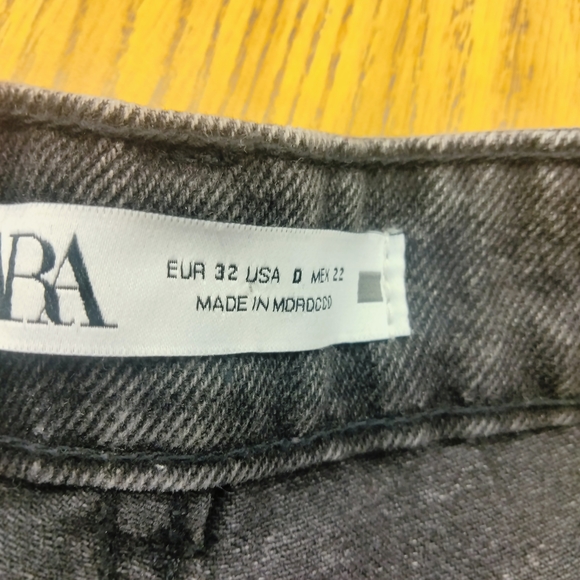 RA
EUR 32 USA 0 MEX 22
MADE IN MOROCCO